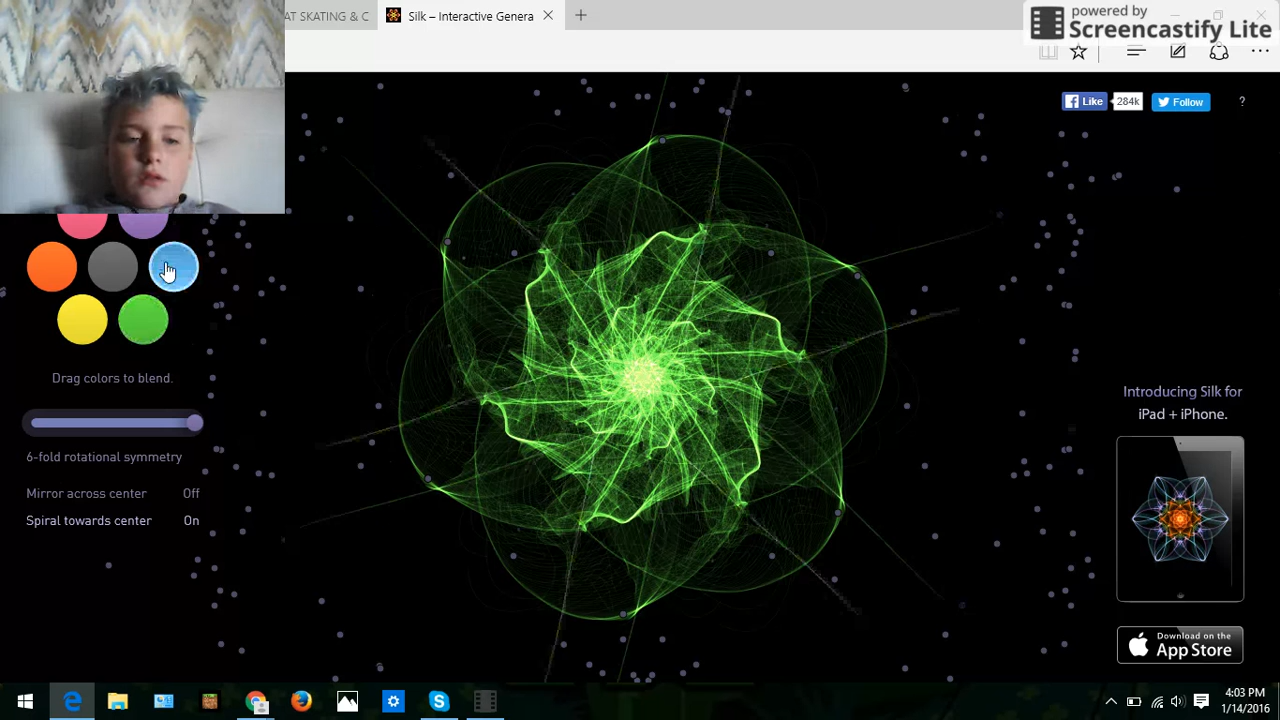 AT SKATING & C
Silk – Interactive Genera
powered by
Screencastify Lite
Like
284k
Follow
?
Drag colors to blend.
6-fold rotational symmetry
Mirror across center Off
Spiral towards center On
Introducing Silk for
iPad + iPhone.
Download on the
App Store
4:03 PM
1/14/2016